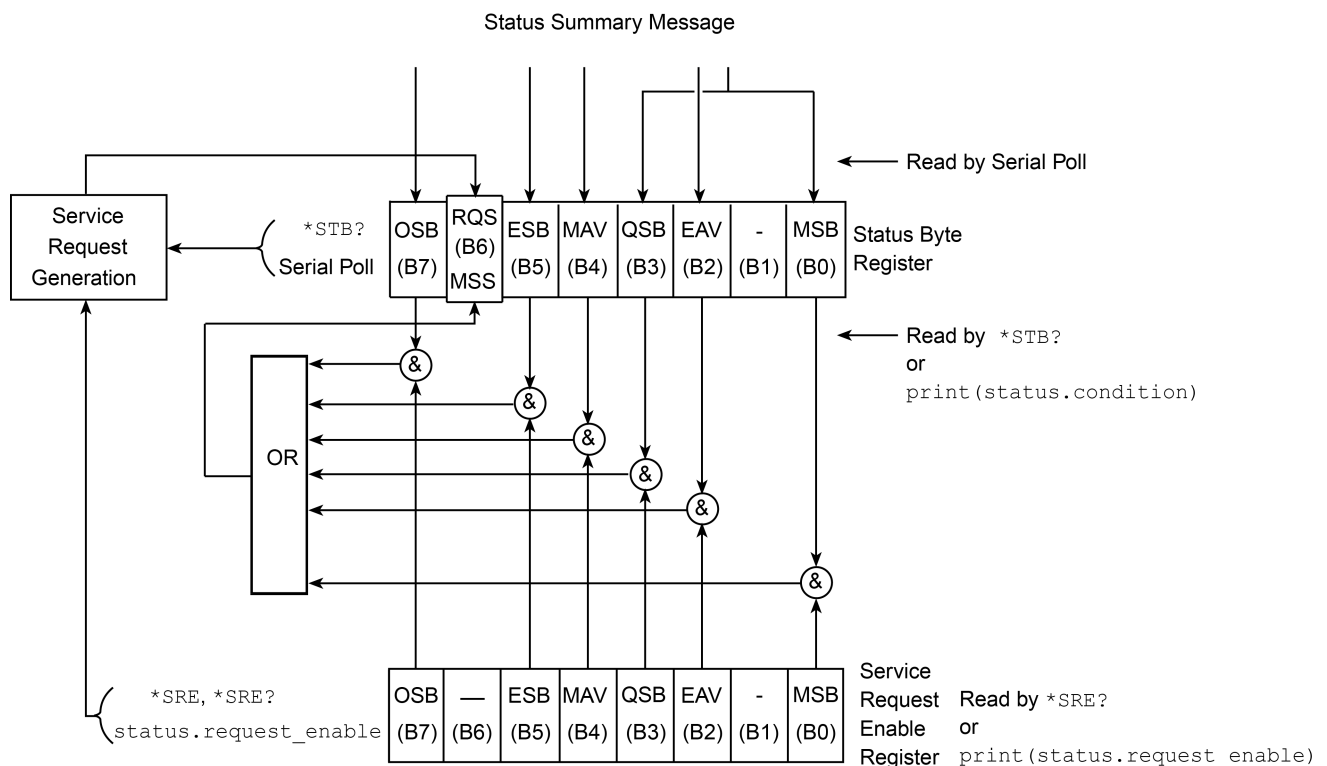 Status Summary Message
Read by Serial Poll
Service
Request
Generation
*STB?
Serial Poll
OSB
(B7)
RQS
(B6)
MSS
ESB
(B5)
MAV
(B4)
QSB
(B3)
EAV
(B2)
-
(B1)
MSB
(B0)
Status Byte
Register
Read by *STB?
or
print(status.condition)
&
&
&
&
&
&
OR
*SRE, *SRE?
status.request_enable
OSB
(B7)
—
(B6)
ESB
(B5)
MAV
(B4)
QSB
(B3)
EAV
(B2)
-
(B1)
MSB
(B0)
Service
Request
Enable
Register
Read by *SRE?
or
print(status.request enable)